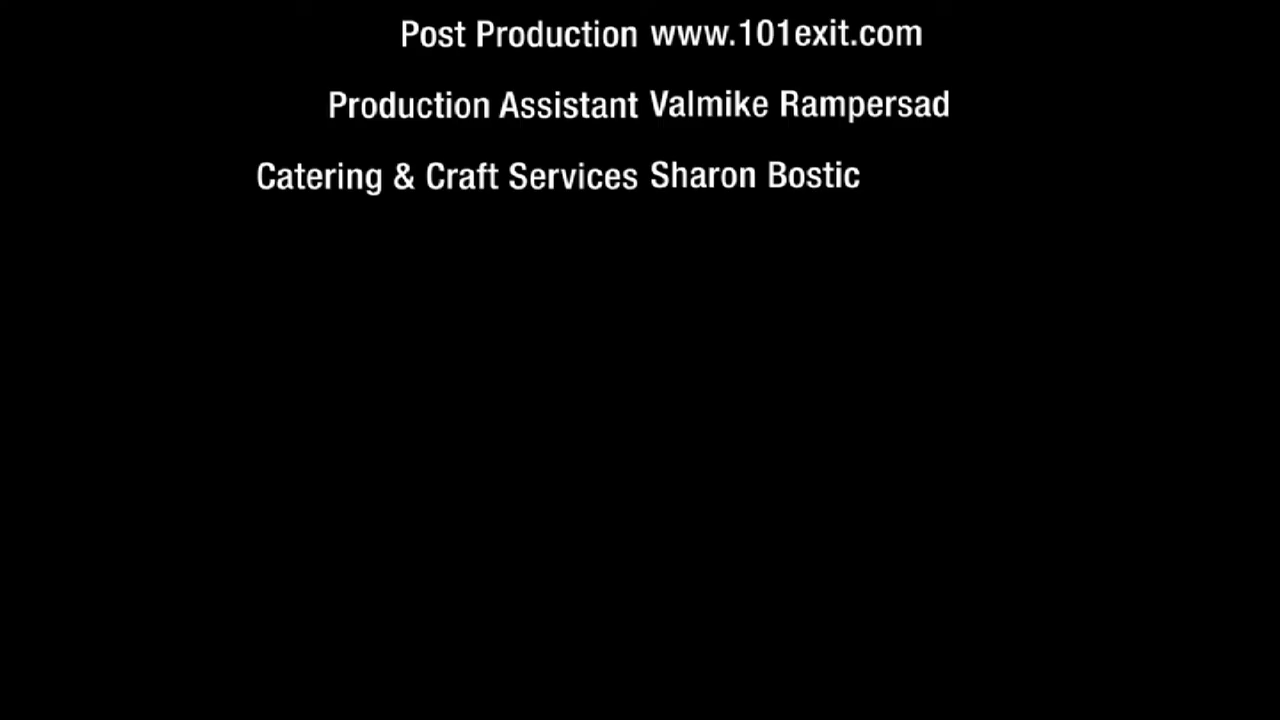 Post Production www.101exit.com
Production Assistant Valmike Rampersad
Catering & Craft Services Sharon Bostic